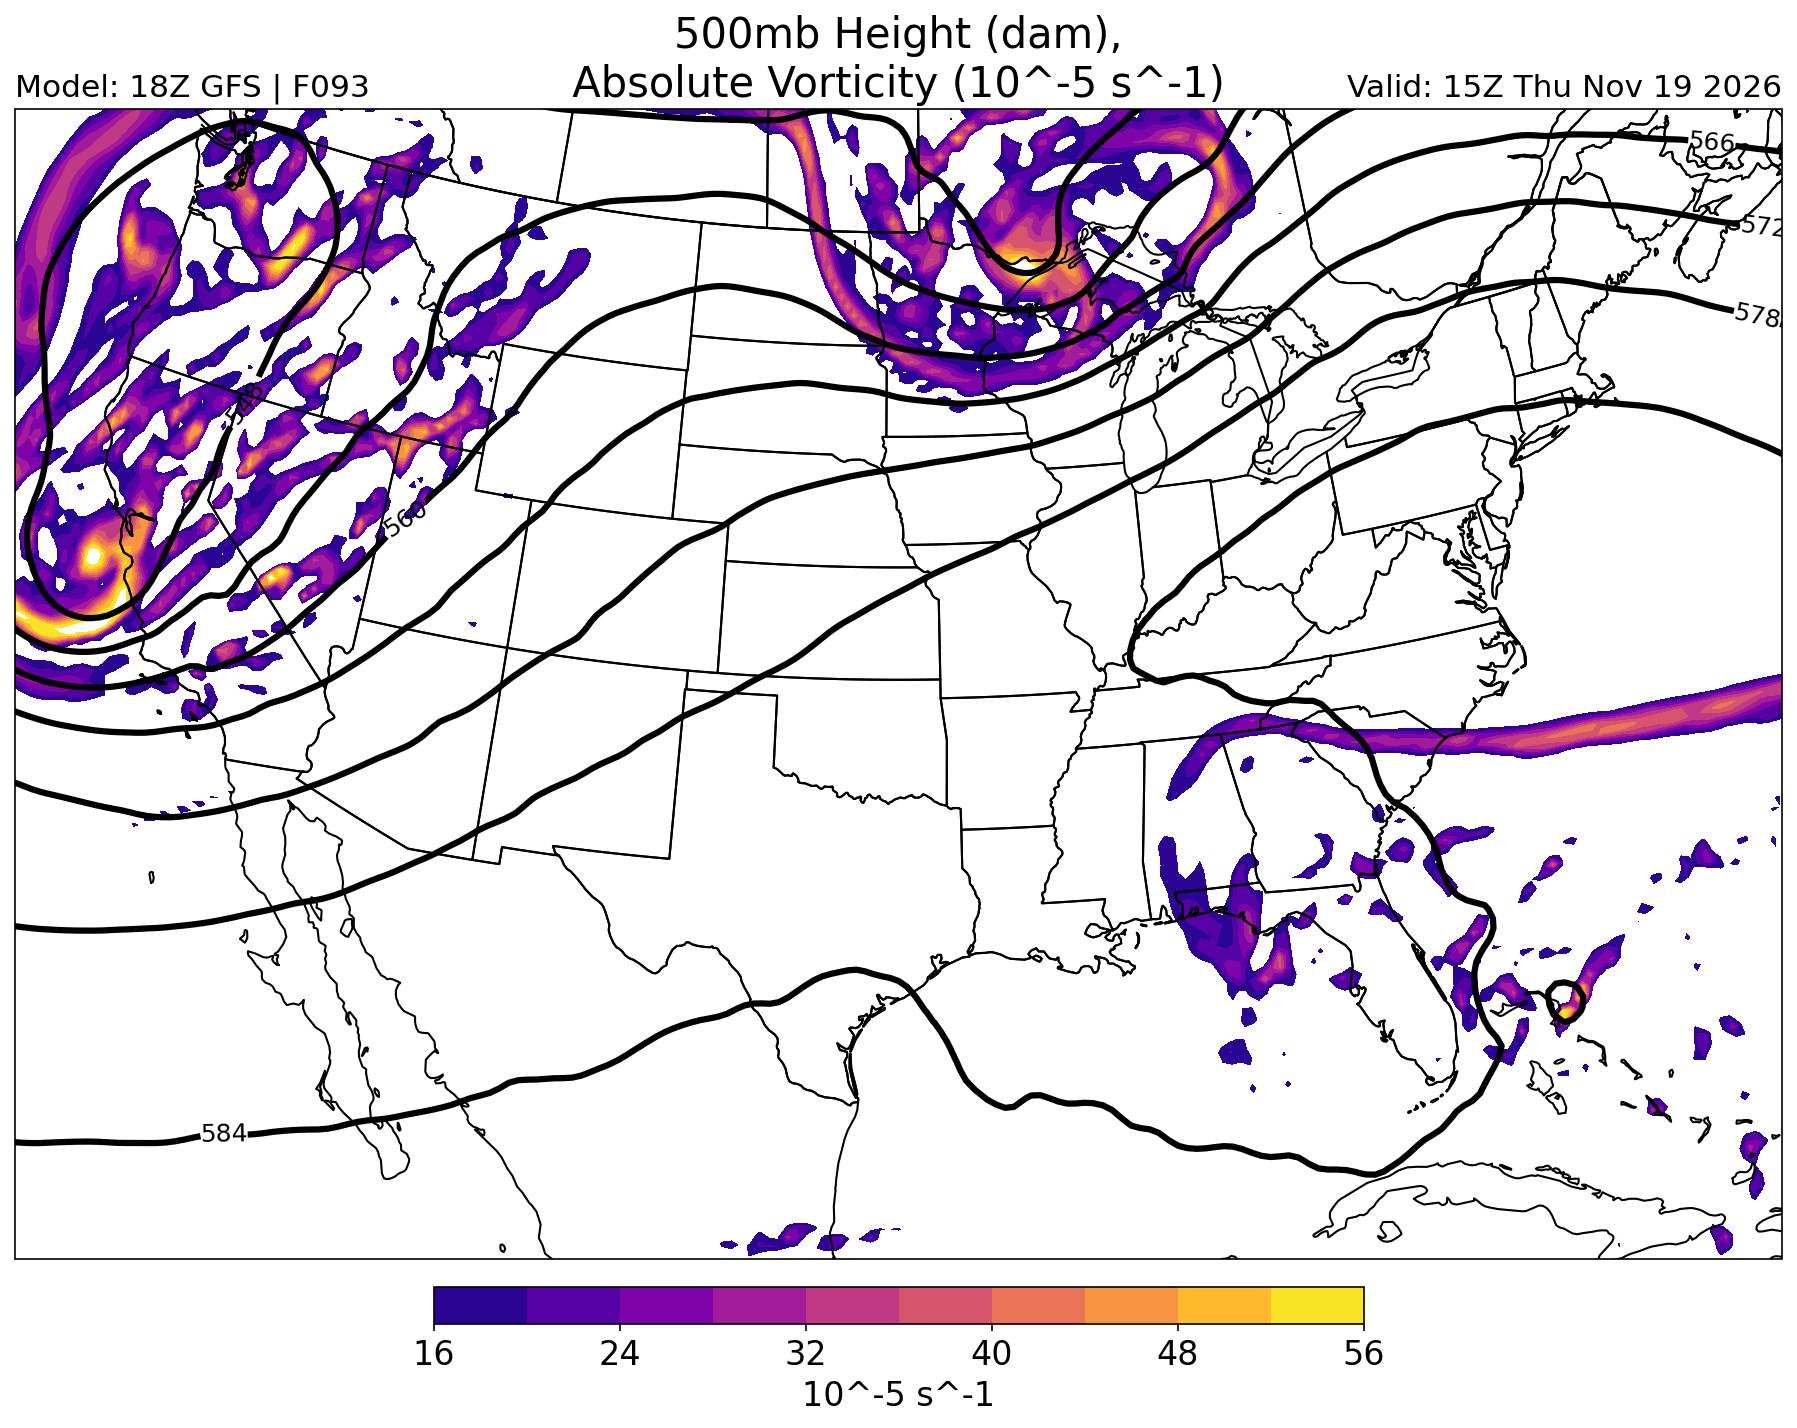 500mb Height (dam),
Absolute Vorticity (10^-5 s^-1)
Model: 18Z GFS | F093
Valid: 15Z Thu Nov 19 2026
566
572
578
548
560
584
16 24 32 40 48 56
10^-5 s^-1